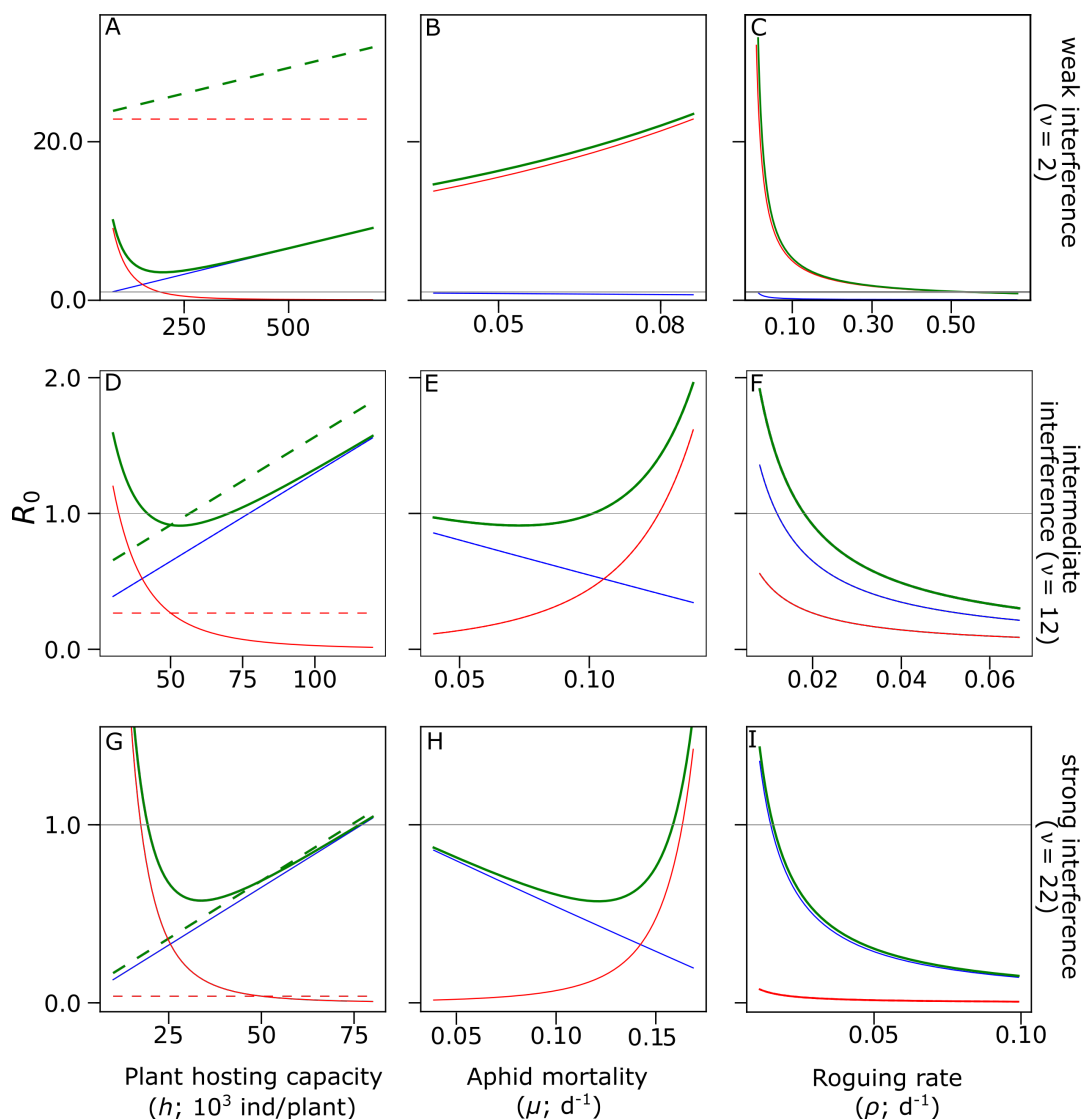 A
B
C
20.0
0.0
250
500
0.05
0.08
0.10
0.30
0.50
weak interference
(ν = 2)
D
E
F
2.0
1.0
0.0
50
75
100
0.05
0.10
0.02
0.04
0.06
R₀
intermediate
interference (ν = 12)
G
H
I
1.0
0.0
25
50
75
0.05
0.10
0.15
0.05
0.10
strong interference
(ν = 22)
Plant hosting capacity
(h; 10³ ind/plant)
Aphid mortality
(μ; d⁻¹)
Roguing rate
(ρ; d⁻¹)